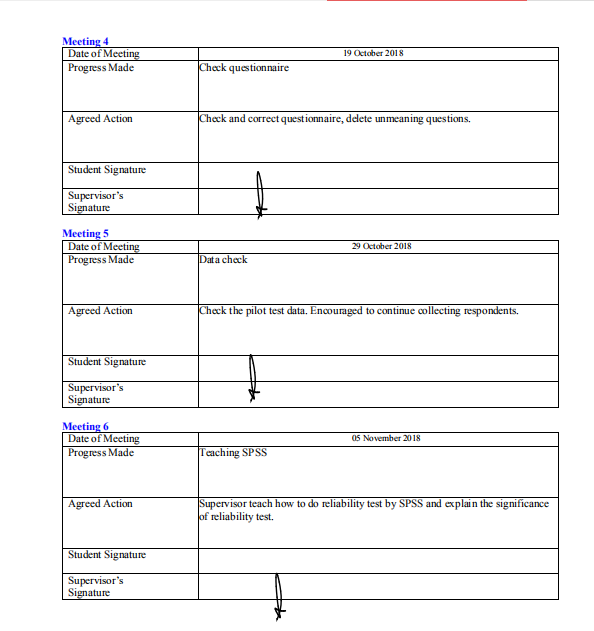 Meeting 4
Date of Meeting 19 October 2018
Progress Made Check questionnaire
Agreed Action Check and correct questionnaire, delete unmeaning questions.
Student Signature
Supervisor's
Signature
Meeting 5
Date of Meeting 29 October 2018
Progress Made Data check
Agreed Action Check the pilot test data. Encouraged to continue collecting respondents.
Student Signature
Supervisor's
Signature
Meeting 6
Date of Meeting 05 November 2018
Progress Made Teaching SPSS
Agreed Action Supervisor teach how to do reliability test by SPSS and explain the significance
of reliability test.
Student Signature
Supervisor's
Signature